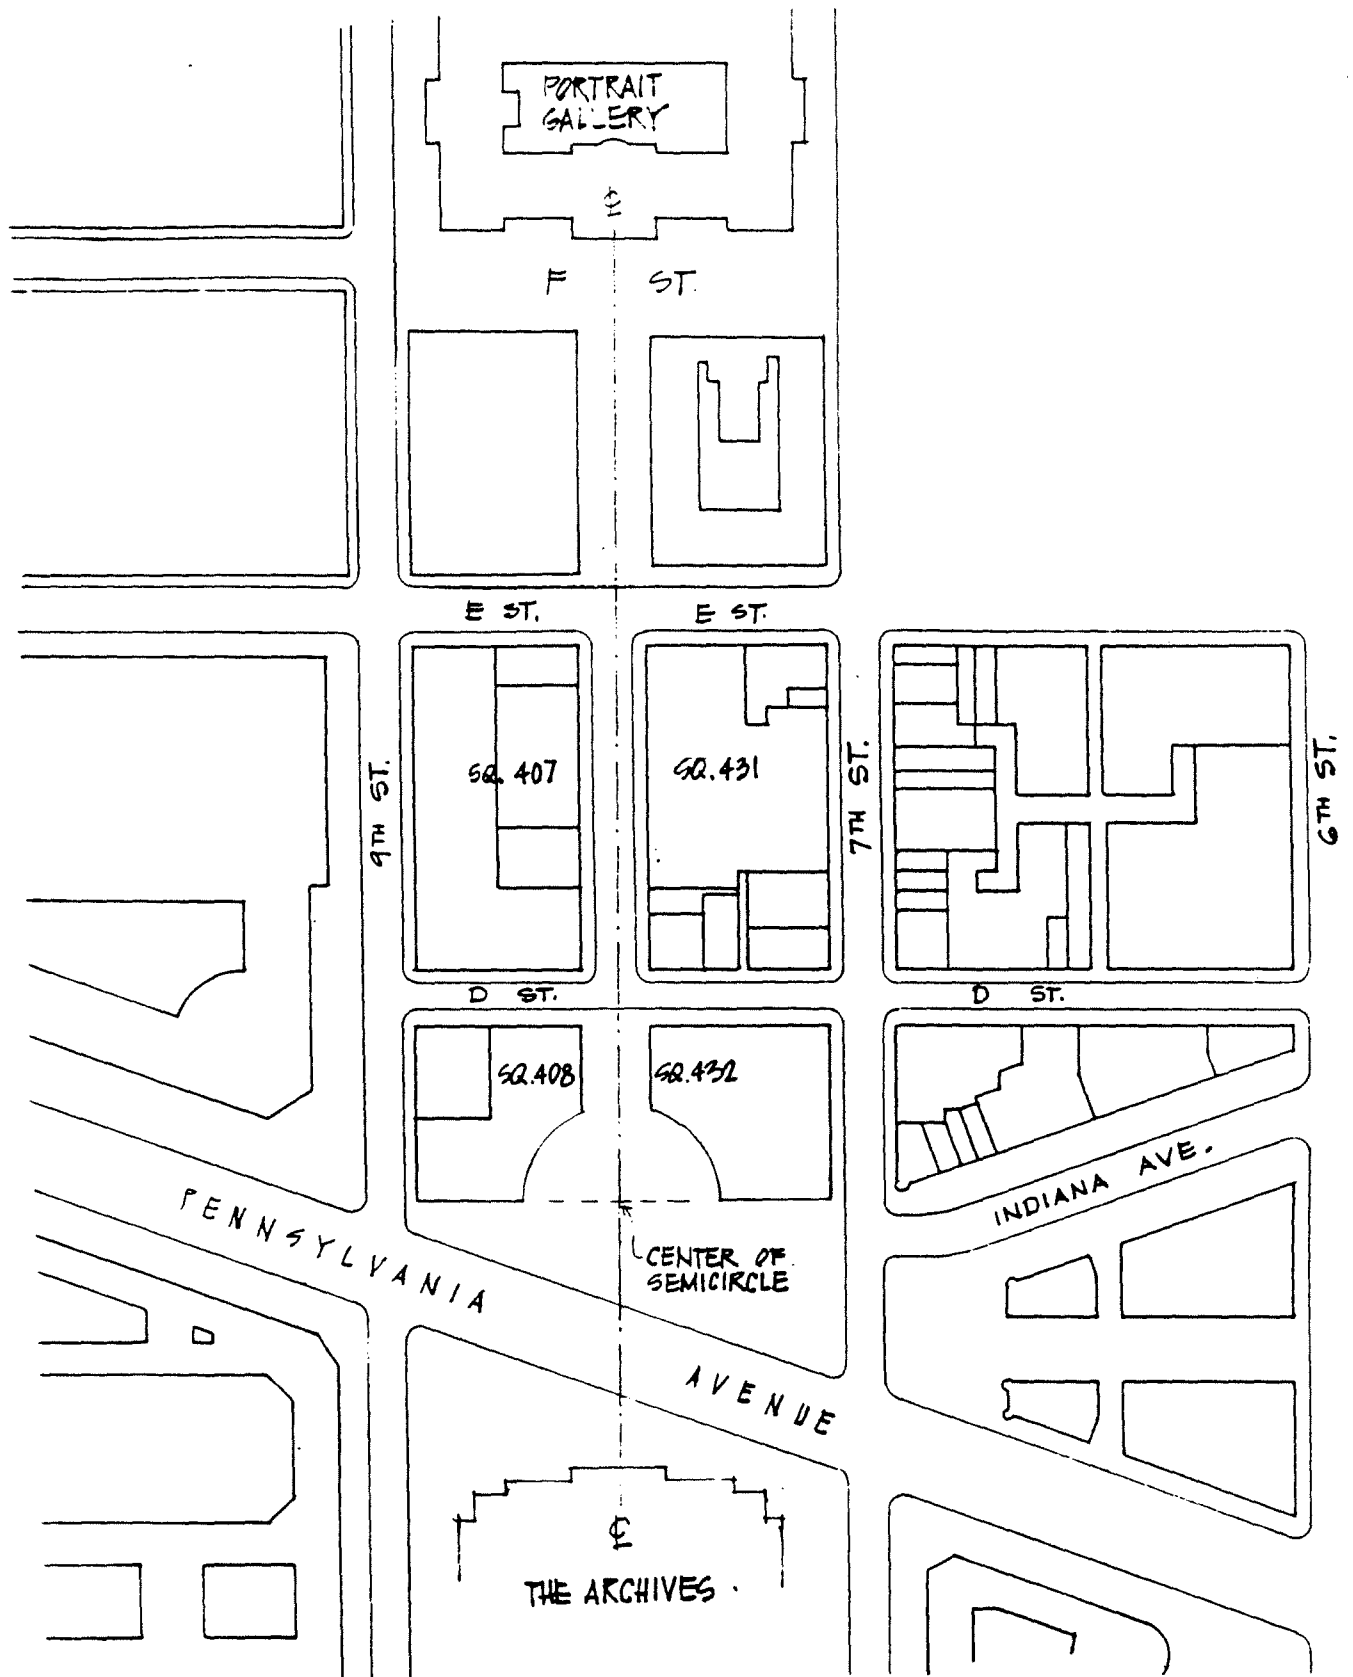 PORTRAIT
GALLERY
℄
F ST.
E ST. E ST.
9TH ST.
SQ. 407
SQ. 431
7TH ST.
6TH ST.
D ST. D ST.
SQ. 408
SQ. 432
INDIANA AVE.
PENNSYLVANIA
CENTER OF
SEMICIRCLE
AVENUE
℄
THE ARCHIVES